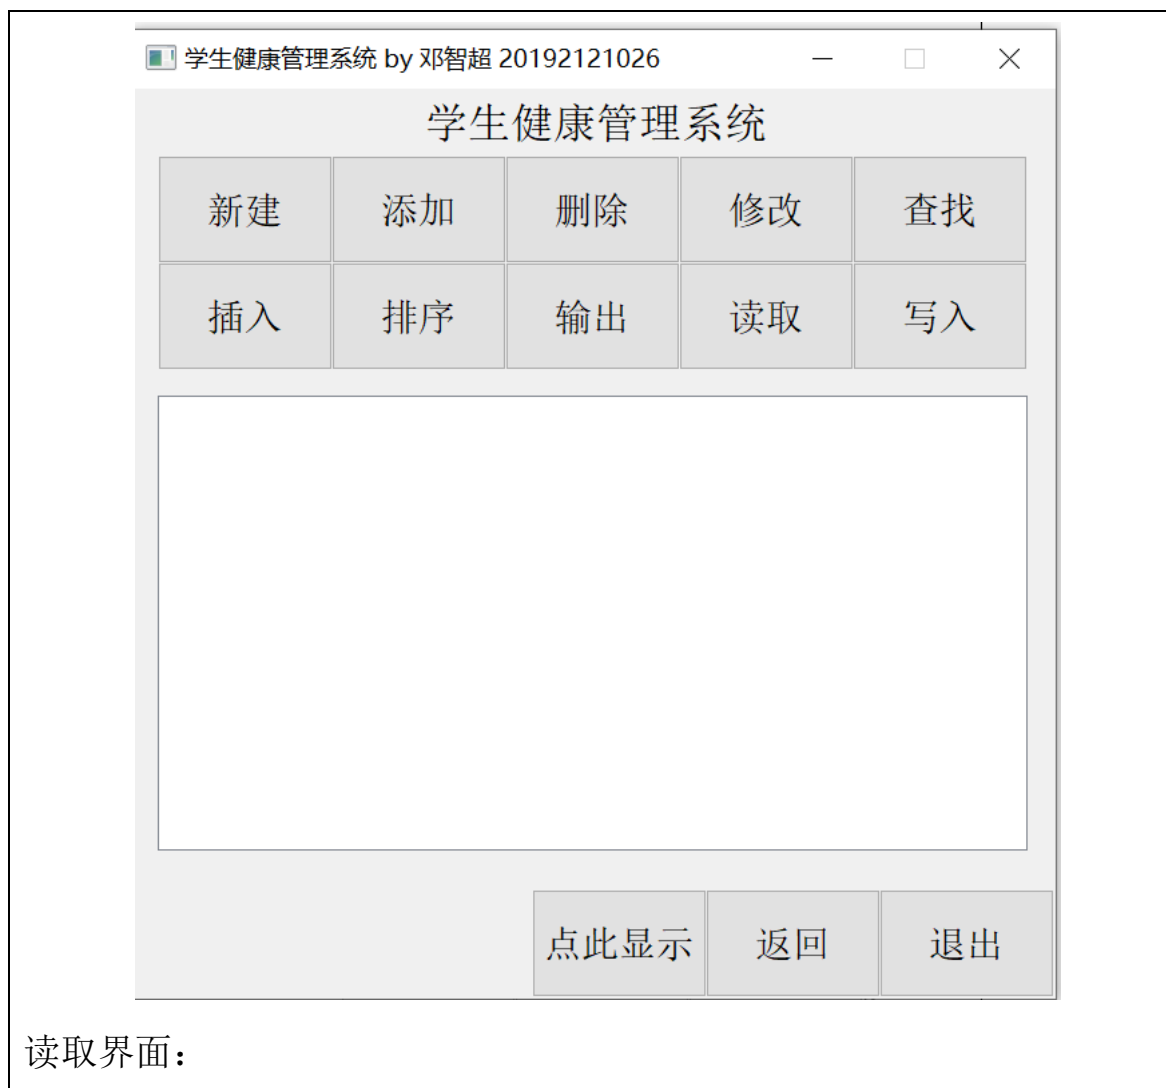 学生健康管理系统 by 邓智超 20192121026
学生健康管理系统
新建 添加 删除 修改 查找
插入 排序 输出 读取 写入
点此显示 返回 退出
读取界面：